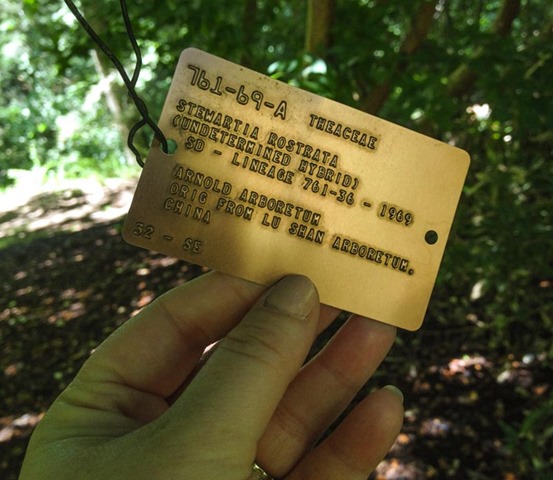 761-69-A THEACEAE
STEWARTIA ROSTRATA
(UNDETERMINED HYBRID)
SD - LINEAGE 761-36 - 1969
ARNOLD ARBORETUM
ORIG FROM LU SHAN ARBORETUM,
CHINA
52 - SE